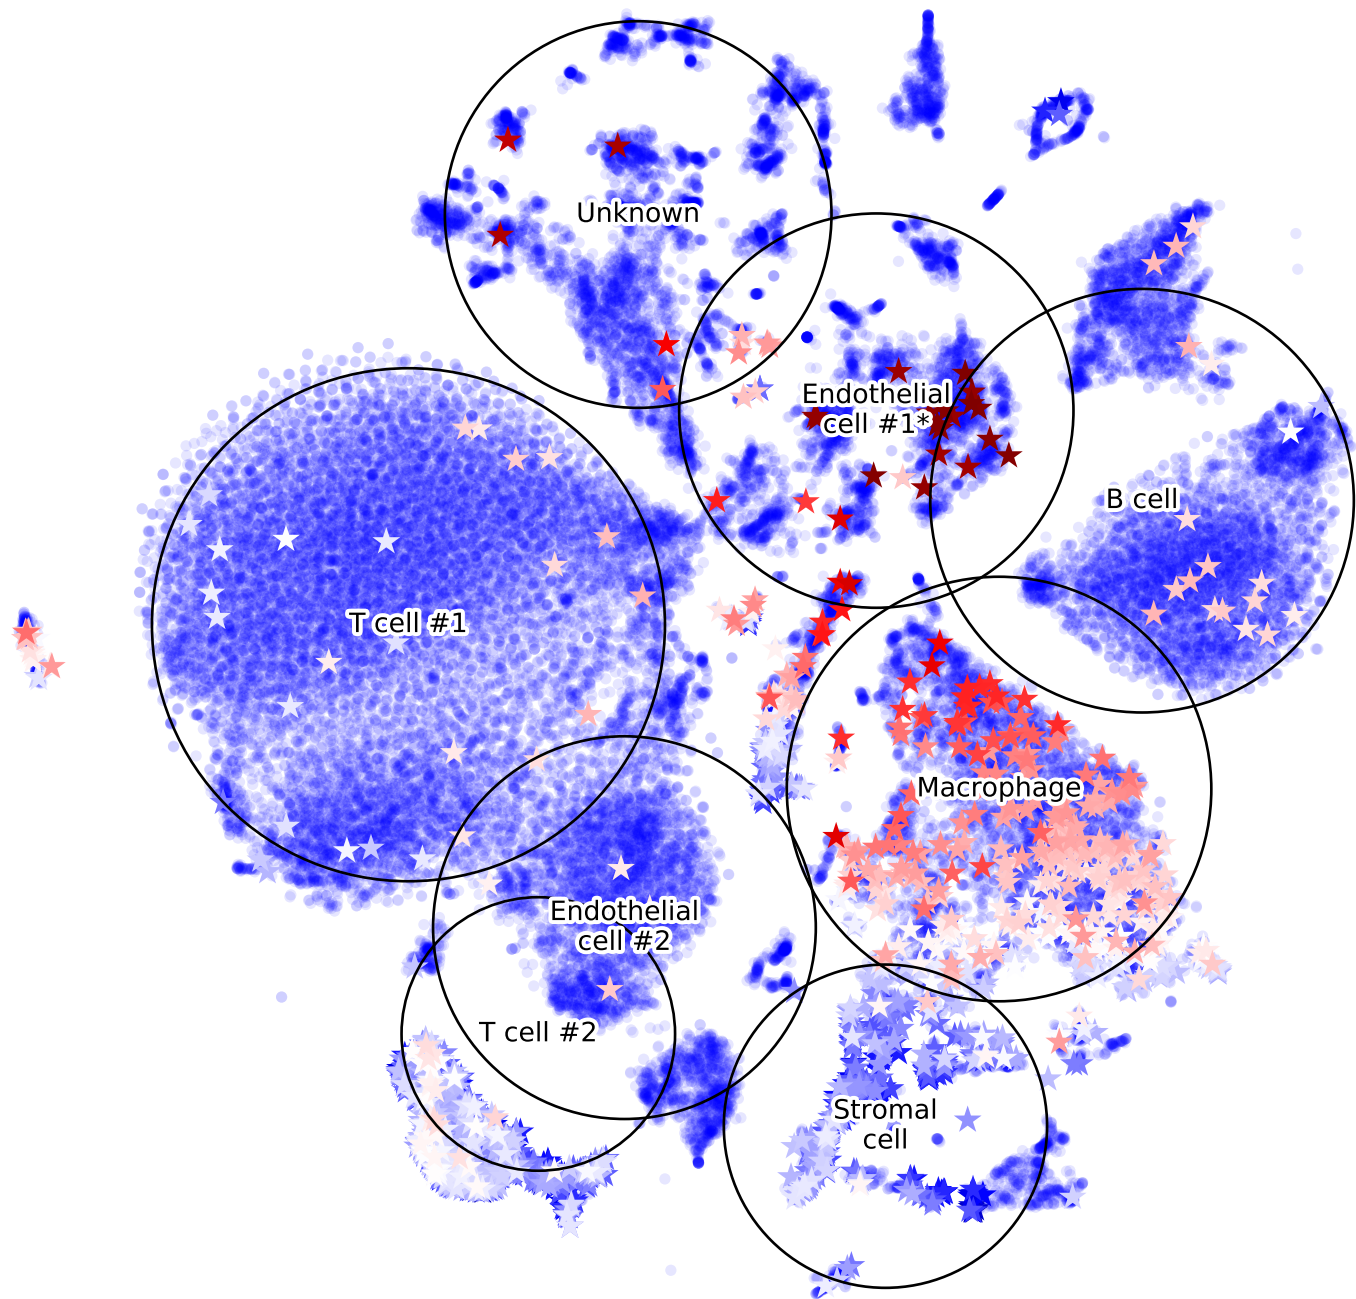 Unknown
Endothelial
cell #1*
B cell
T cell #1
Macrophage
Endothelial
cell #2
T cell #2
Stromal
cell